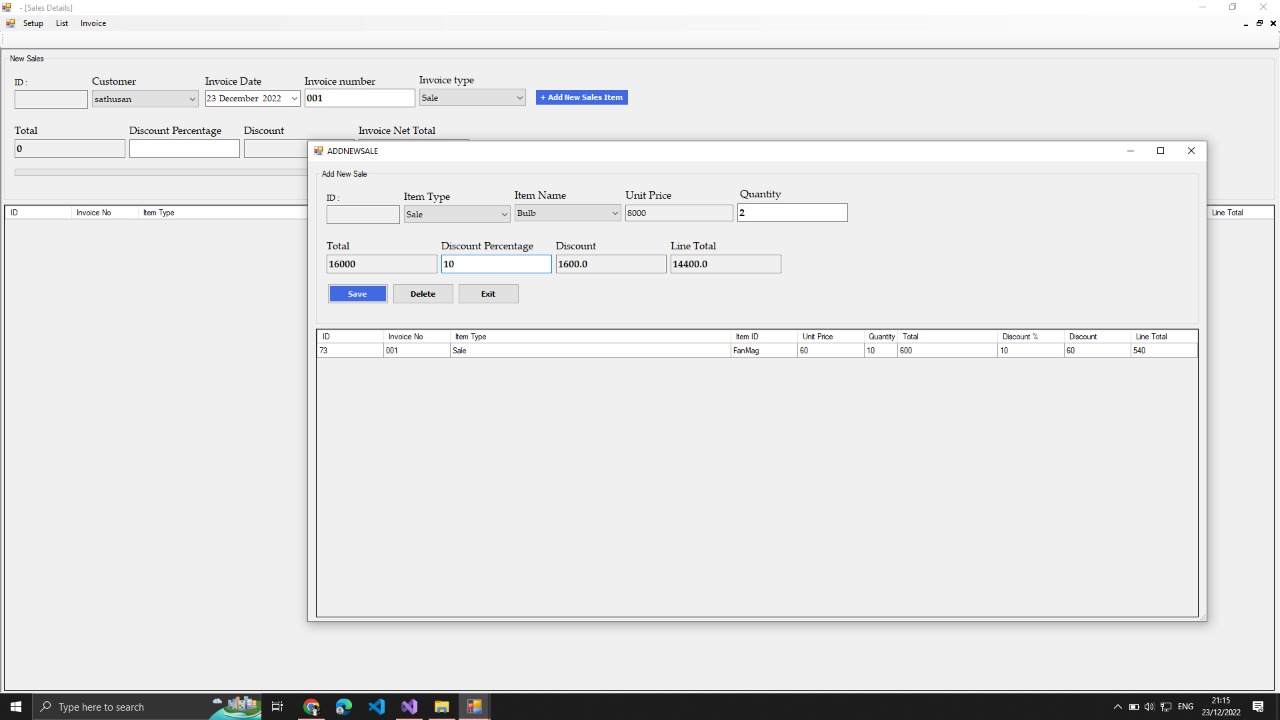 - [Sales Details]
Setup List Invoice
New Sales
ID : Customer Invoice Date Invoice number Invoice type
sathusan 23 December 2022 001 Sale + Add New Sales Item
Total Discount Percentage Discount Invoice Net Total
0
ADDNEWSALE
Add New Sale
ID : Item Type Item Name Unit Price Quantity
Sale Bulb 8000 2
Total Discount Percentage Discount Line Total
16000 10 1600.0 14400.0
Save Delete Exit
ID Invoice No Item Type Line Total
ID Invoice No Item Type Item ID Unit Price Quantity Total Discount % Discount Line Total
73 001 Sale FanMag 60 10 600 10 60 540
Type here to search
ENG
21:15
23/12/2022